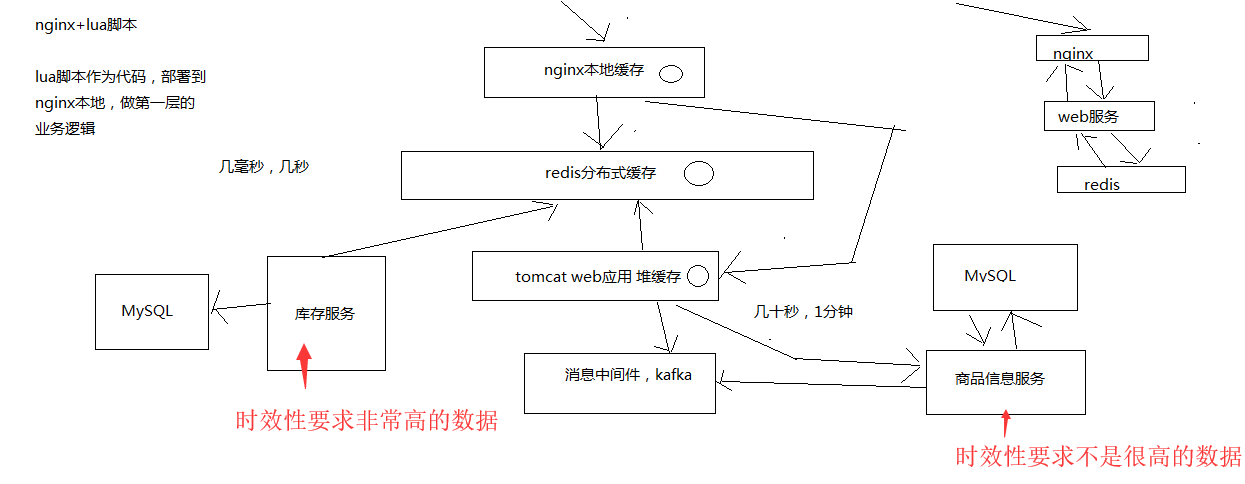 nginx+lua脚本
lua脚本作为代码，部署到
nginx本地，做第一层的
业务逻辑
nginx本地缓存
nginx
web服务
redis
几毫秒，几秒
redis分布式缓存
tomcat web应用 堆缓存
MySQL
MySQL
库存服务
几十秒，1分钟
消息中间件，kafka
商品信息服务
时效性要求非常高的数据
时效性要求不是很高的数据